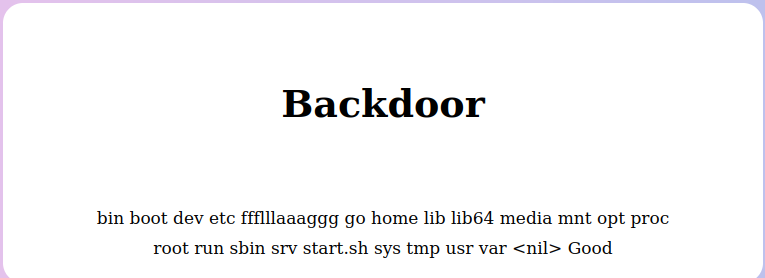 Backdoor
bin boot dev etc ffflllaaaggg go home lib lib64 media mnt opt proc
root run sbin srv start.sh sys tmp usr var <nil> Good